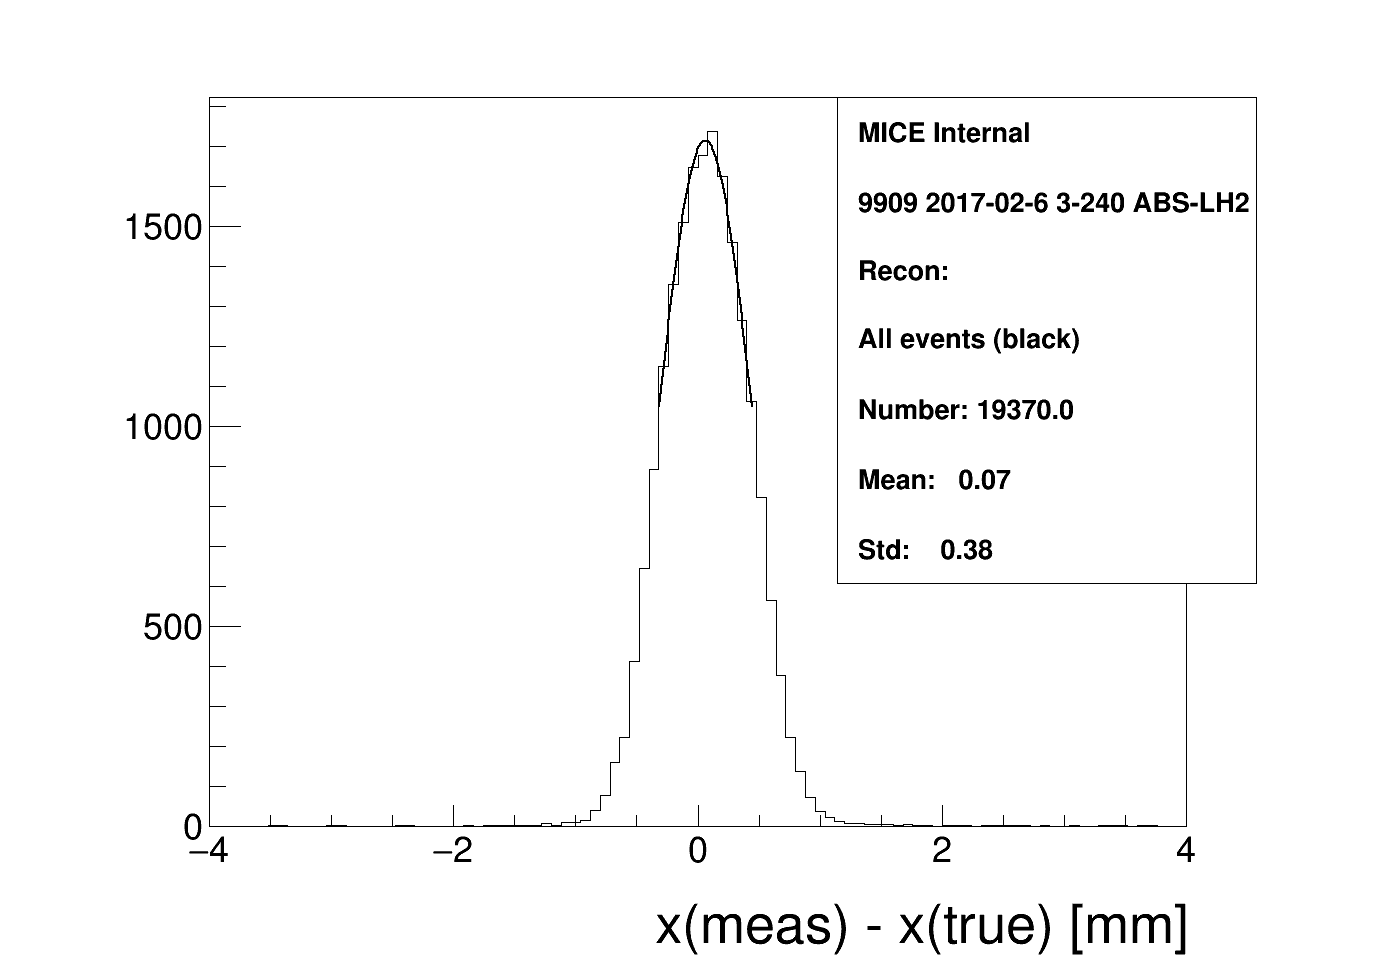 MICE Internal
9909 2017-02-6 3-240 ABS-LH2
Recon:
All events (black)
Number: 19370.0
Mean: 0.07
Std: 0.38
1500
1000
500
0
−4 −2 0 2 4
x(meas) - x(true) [mm]